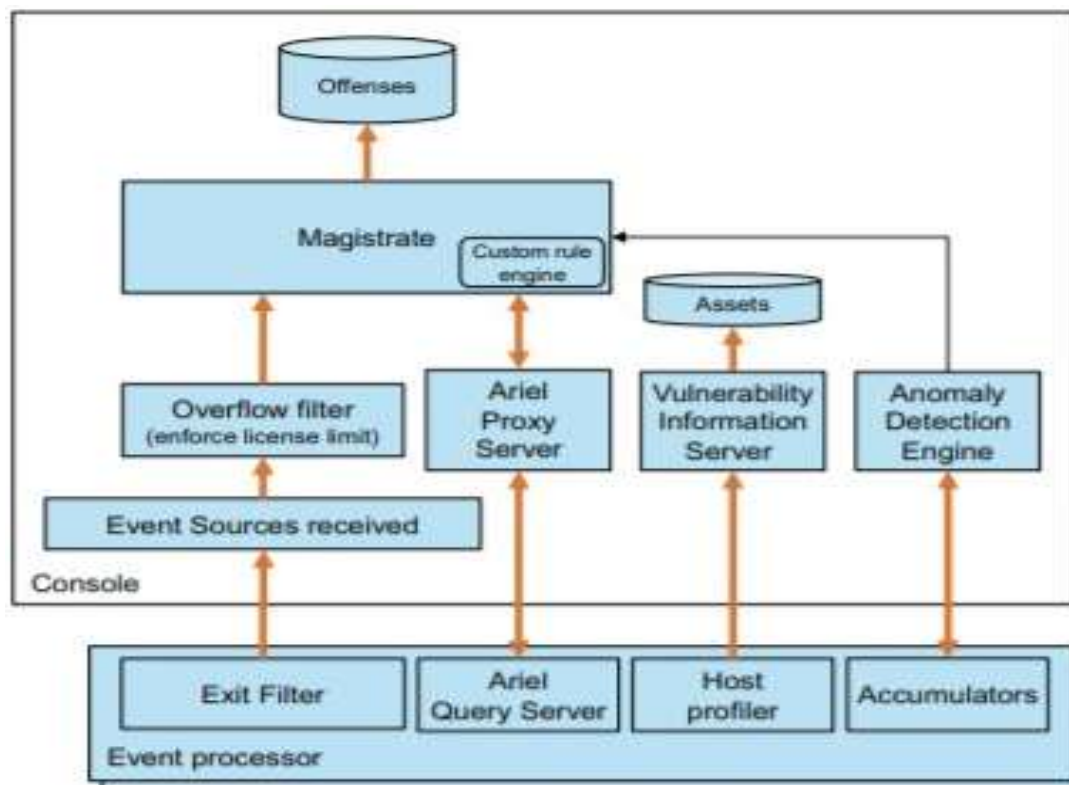 Offenses
Magistrate
Custom rule
engine
Assets
Overflow filter
(enforce license limit)
Ariel
Proxy
Server
Vulnerability
Information
Server
Anomaly
Detection
Engine
Event Sources received
Console
Exit Filter
Ariel
Query Server
Host
profiler
Accumulators
Event processor